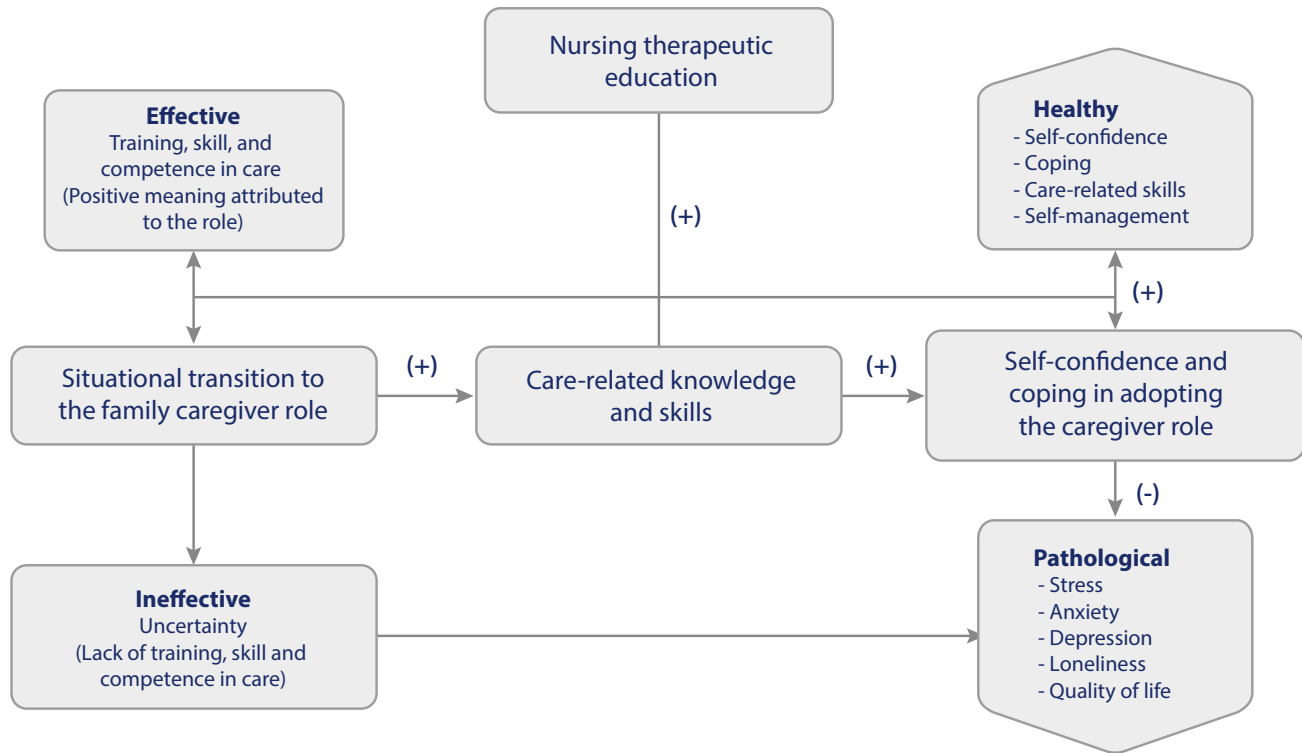 Nursing therapeutic
education
Effective
Training, skill, and
competence in care
(Positive meaning attributed
to the role)
Healthy
- Self-confidence
- Coping
- Care-related skills
- Self-management
(+)
(+)
Situational transition to
the family caregiver role
(+)
Care-related knowledge
and skills
(+)
Self-confidence and
coping in adopting
the caregiver role
(-)
Ineffective
Uncertainty
(Lack of training, skill and
competence in care)
Pathological
- Stress
- Anxiety
- Depression
- Loneliness
- Quality of life